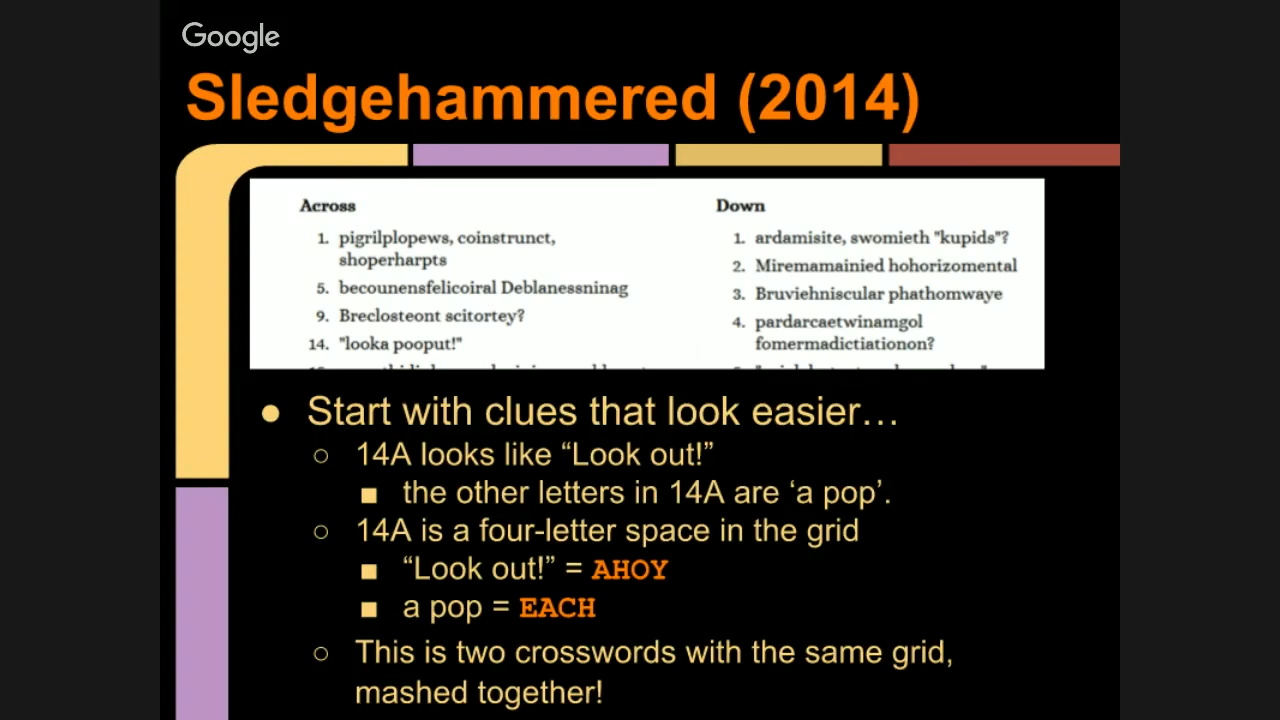 Google
Sledgehammered (2014)
Across
1. pigrilplopews, coinstrunct,
shoperharpts
5. becounensfelicoiral Deblanessninag
9. Breclosteont scitortey?
14. "looka pooput!"
Down
1. ardamisite, swomieth "kupids"?
2. Miremamainied hohorizomental
3. Bruviehniscular phathomwaye
4. pardarcaetwinamgol
fomermadictiationon?
● Start with clues that look easier…
○ 14A looks like “Look out!”
■ the other letters in 14A are ‘a pop’.
○ 14A is a four-letter space in the grid
■ “Look out!” = AHOY
■ a pop = EACH
○ This is two crosswords with the same grid,
mashed together!